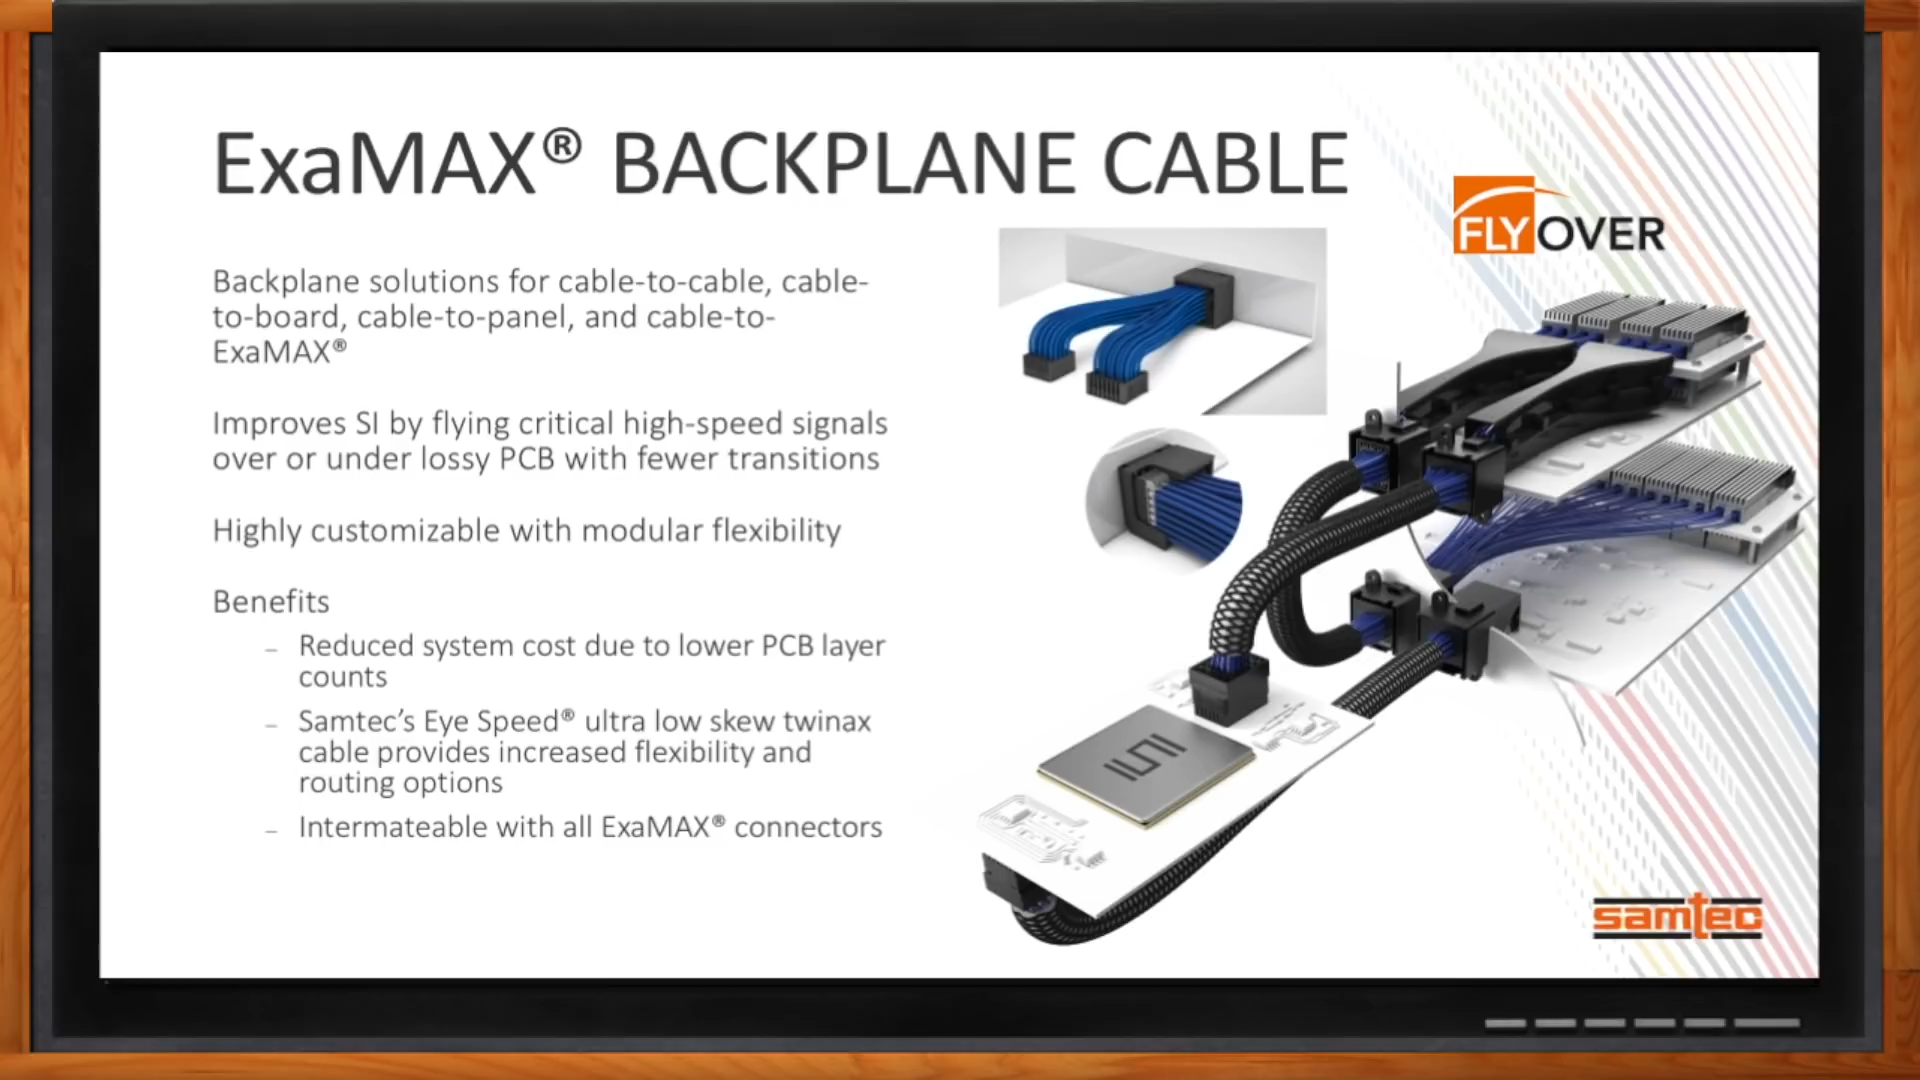 ExaMAX® BACKPLANE CABLE
FLYOVER
Backplane solutions for cable-to-cable, cable-
to-board, cable-to-panel, and cable-to-
ExaMAX®
Improves SI by flying critical high-speed signals
over or under lossy PCB with fewer transitions
Highly customizable with modular flexibility
Benefits
– Reduced system cost due to lower PCB layer
counts
– Samtec’s Eye Speed® ultra low skew twinax
cable provides increased flexibility and
routing options
– Intermateable with all ExaMAX® connectors
samtec